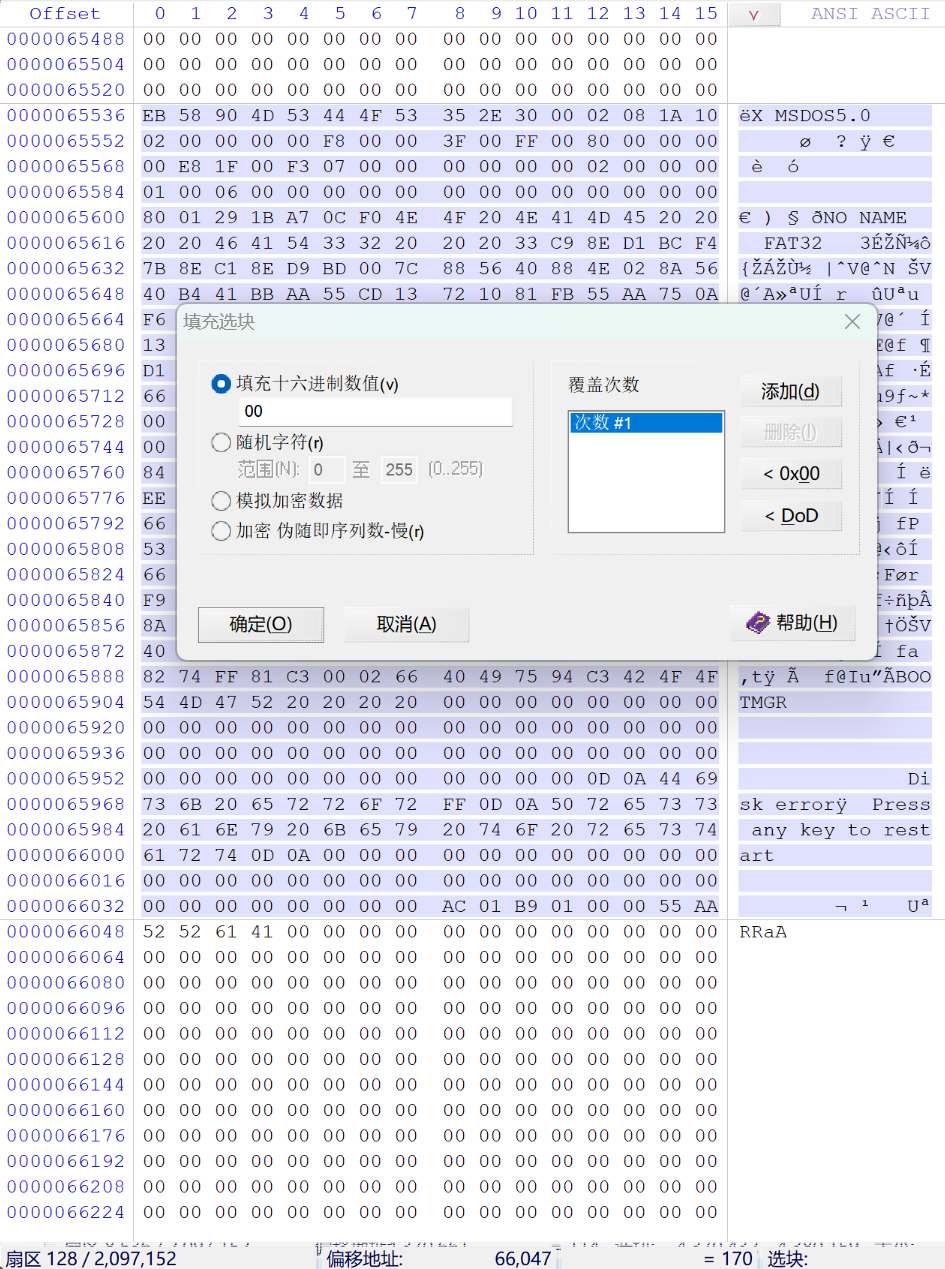 Offset 0 1 2 3 4 5 6 7 8 9 10 11 12 13 14 15 v ANSI ASCII
0000065488 00 00 00 00 00 00 00 00 00 00 00 00 00 00 00 00
0000065504 00 00 00 00 00 00 00 00 00 00 00 00 00 00 00 00
0000065520 00 00 00 00 00 00 00 00 00 00 00 00 00 00 00 00
0000065536 EB 58 90 4D 53 44 4F 53 35 2E 30 00 02 08 1A 10 ëX MSDOS5.0
0000065552 02 00 00 00 00 F8 00 00 3F 00 FF 00 80 00 00 00 ø ? ÿ €
0000065568 00 E8 1F 00 F3 07 00 00 00 00 00 00 02 00 00 00 è ó
0000065584 01 00 06 00 00 00 00 00 00 00 00 00 00 00 00 00
0000065600 80 01 29 1B A7 0C F0 4E 4F 20 4E 41 4D 45 20 20 € ) § ðNO NAME
0000065616 20 20 46 41 54 33 32 20 20 20 33 C9 8E D1 BC F4 FAT32 3ÉŽÑ¼ô
0000065632 7B 8E C1 8E D9 BD 00 7C 88 56 40 88 4E 02 8A 56 {ŽÁŽÙ½ |ˆV@ˆN ŠV
0000065648 40 B4 41 BB AA 55 CD 13 72 10 81 FB 55 AA 75 0A @´A»ªUÍ r ûUªu
0000065664 F6
0000065680 13
0000065696 D1
0000065712 66 u9f~*
0000065728 00
0000065744 00
0000065760 84 Í ë
0000065776 EE Í Í
0000065792 66 fP
0000065808 53
0000065824 66 Før
0000065840 F9
0000065856 8A †ÖŠV
0000065872 40 fa
填充选块
填充十六进制数值(v)
00
随机字符(r)
范围(N): 0 至 255 (0..255)
模拟加密数据
加密 伪随即序列数-慢(r)
覆盖次数
次数 #1
添加(d)
删除(I)
< 0x00
< DoD
确定(O) 取消(A) 帮助(H)
0000065888 82 74 FF 81 C3 00 02 66 40 49 75 94 C3 42 4F 4F ‚tÿ Ã f@Iu”ÃBOO
0000065904 54 4D 47 52 20 20 20 20 00 00 00 00 00 00 00 00 TMGR
0000065920 00 00 00 00 00 00 00 00 00 00 00 00 00 00 00 00
0000065936 00 00 00 00 00 00 00 00 00 00 00 00 00 00 00 00
0000065952 00 00 00 00 00 00 00 00 00 00 00 00 0D 0A 44 69 Di
0000065968 73 6B 20 65 72 72 6F 72 FF 0D 0A 50 72 65 73 73 sk errorÿ Press
0000065984 20 61 6E 79 20 6B 65 79 20 74 6F 20 72 65 73 74 any key to rest
0000066000 61 72 74 0D 0A 00 00 00 00 00 00 00 00 00 00 00 art
0000066016 00 00 00 00 00 00 00 00 00 00 00 00 00 00 00 00
0000066032 00 00 00 00 00 00 00 00 AC 01 B9 01 00 00 55 AA ¬ ¹ Uª
0000066048 52 52 61 41 00 00 00 00 00 00 00 00 00 00 00 00 RRaA
0000066064 00 00 00 00 00 00 00 00 00 00 00 00 00 00 00 00
0000066080 00 00 00 00 00 00 00 00 00 00 00 00 00 00 00 00
0000066096 00 00 00 00 00 00 00 00 00 00 00 00 00 00 00 00
0000066112 00 00 00 00 00 00 00 00 00 00 00 00 00 00 00 00
0000066128 00 00 00 00 00 00 00 00 00 00 00 00 00 00 00 00
0000066144 00 00 00 00 00 00 00 00 00 00 00 00 00 00 00 00
0000066160 00 00 00 00 00 00 00 00 00 00 00 00 00 00 00 00
0000066176 00 00 00 00 00 00 00 00 00 00 00 00 00 00 00 00
0000066192 00 00 00 00 00 00 00 00 00 00 00 00 00 00 00 00
0000066208 00 00 00 00 00 00 00 00 00 00 00 00 00 00 00 00
0000066224 00 00 00 00 00 00 00 00 00 00 00 00 00 00 00 00
扇区 128 / 2,097,152 偏移地址: 66,047 = 170 选块: